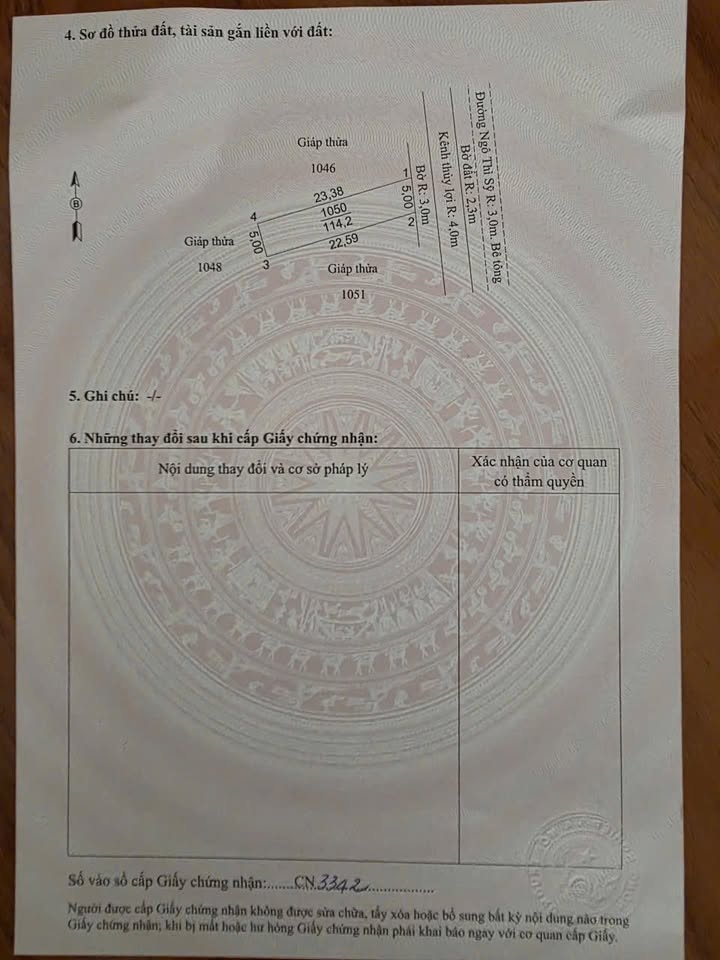 4. Sơ đồ thửa đất, tài sản gắn liền với đất:
Giáp thửa
1046
1
23,38
1050
114,2
22,59
5,00
2
4
5,00
3
Giáp thửa
1048
Giáp thửa
1051
B
Bờ R: 3,0m
Kênh thủy lợi R: 4,0m
Bờ đất R: 2,3m
Đường Ngô Thì Sỹ R: 3,0m. Bê tông
5. Ghi chú: -/-
6. Những thay đổi sau khi cấp Giấy chứng nhận:
Nội dung thay đổi và cơ sở pháp lý
Xác nhận của cơ quan
có thẩm quyền
Số vào sổ cấp Giấy chứng nhận:.......CN.3342.................
Người được cấp Giấy chứng nhận không được sửa chữa, tẩy xóa hoặc bổ sung bất kỳ nội dung nào trong
Giấy chứng nhận; khi bị mất hoặc hư hỏng Giấy chứng nhận phải khai báo ngay với cơ quan cấp Giấy.